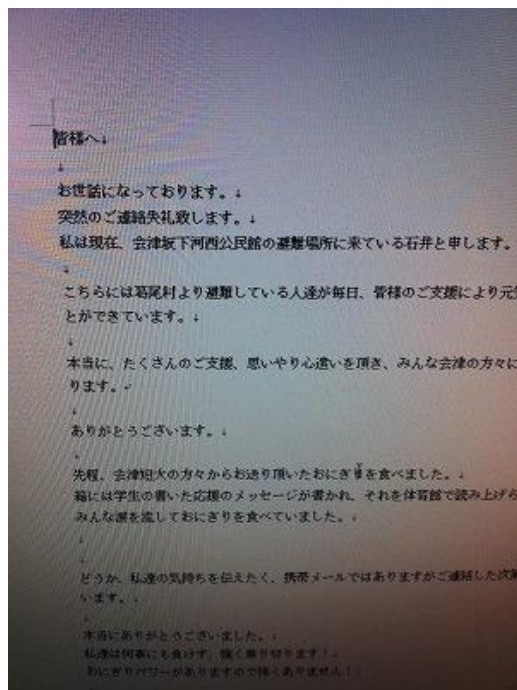 皆様へ↓
↓
お世話になっております。↓
突然のご連絡失礼致します。↓
私は現在、会津坂下河西公民館の避難場所に来ている石井と申します。
↓
こちらには葛尾村より避難している人達が毎日、皆様のご支援により元気
とができています。↓
↓
本当に、たくさんのご支援、思いやり心遣いを頂き、みんな会津の方々に
ります。↵
↓
ありがとうございます。↓
↓
先程、会津短大の方々からお送り頂いたおにぎりを食べました。↓
箱には学生の書いた応援のメッセージが書かれ、それを体育館で読み上げら
みんな涙を流しておにぎりを食べていました。↓
↓
↓
どうか、私達の気持ちを伝えたく、携帯メールではありますがご連絡した次第
います。↓
↓
本当にありがとうございました。↓
私達は何事にも負けず、強く乗り切ります！↓
おにぎりパワーがありますので怖くありません！↓